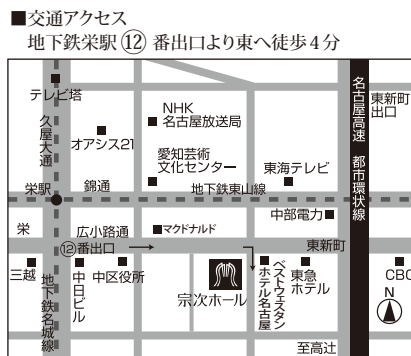 ■交通アクセス
地下鉄栄駅⑫番出口より東へ徒歩4分
テレビ塔
久屋大通
オアシス21
NHK
名古屋放送局
愛知芸術
文化センター
東海テレビ
名古屋高速 都市環状線
東新町
出口
栄駅
錦通
地下鉄東山線
中部電力
栄
広小路通
マクドナルド
東新町
⑫番出口
三越
地下鉄名城線
中日ビル
中区役所
宗次ホール
ベストウェスタン
ホテル名古屋
東急
ホテル
CBC
N
至高辻